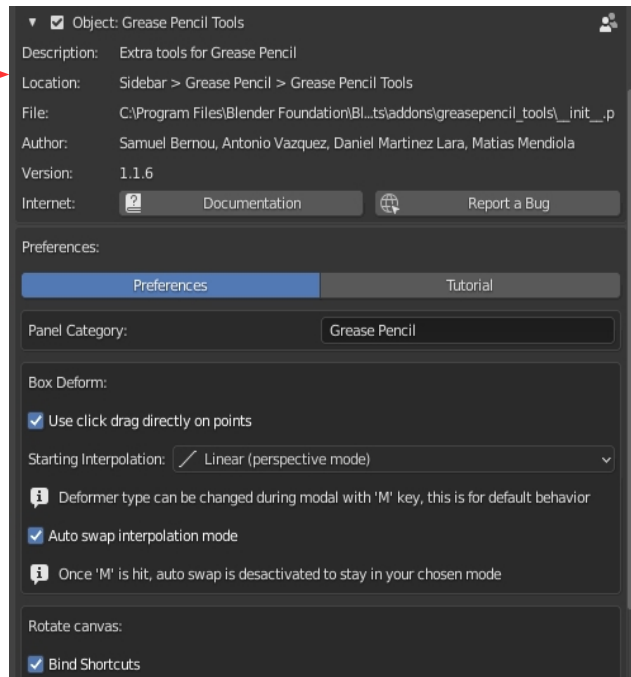 Object: Grease Pencil Tools
Description: Extra tools for Grease Pencil
Location: Sidebar > Grease Pencil > Grease Pencil Tools
File: C:\Program Files\Blender Foundation\Bl...ts\addons\greasepencil_tools\__init__.p
Author: Samuel Bernou, Antonio Vazquez, Daniel Martinez Lara, Matias Mendiola
Version: 1.1.6
Internet: Documentation Report a Bug
Preferences:
Preferences Tutorial
Panel Category: Grease Pencil
Box Deform:
Use click drag directly on points
Starting Interpolation: Linear (perspective mode)
Deformer type can be changed during modal with 'M' key, this is for default behavior
Auto swap interpolation mode
Once 'M' is hit, auto swap is desactivated to stay in your chosen mode
Rotate canvas:
Bind Shortcuts